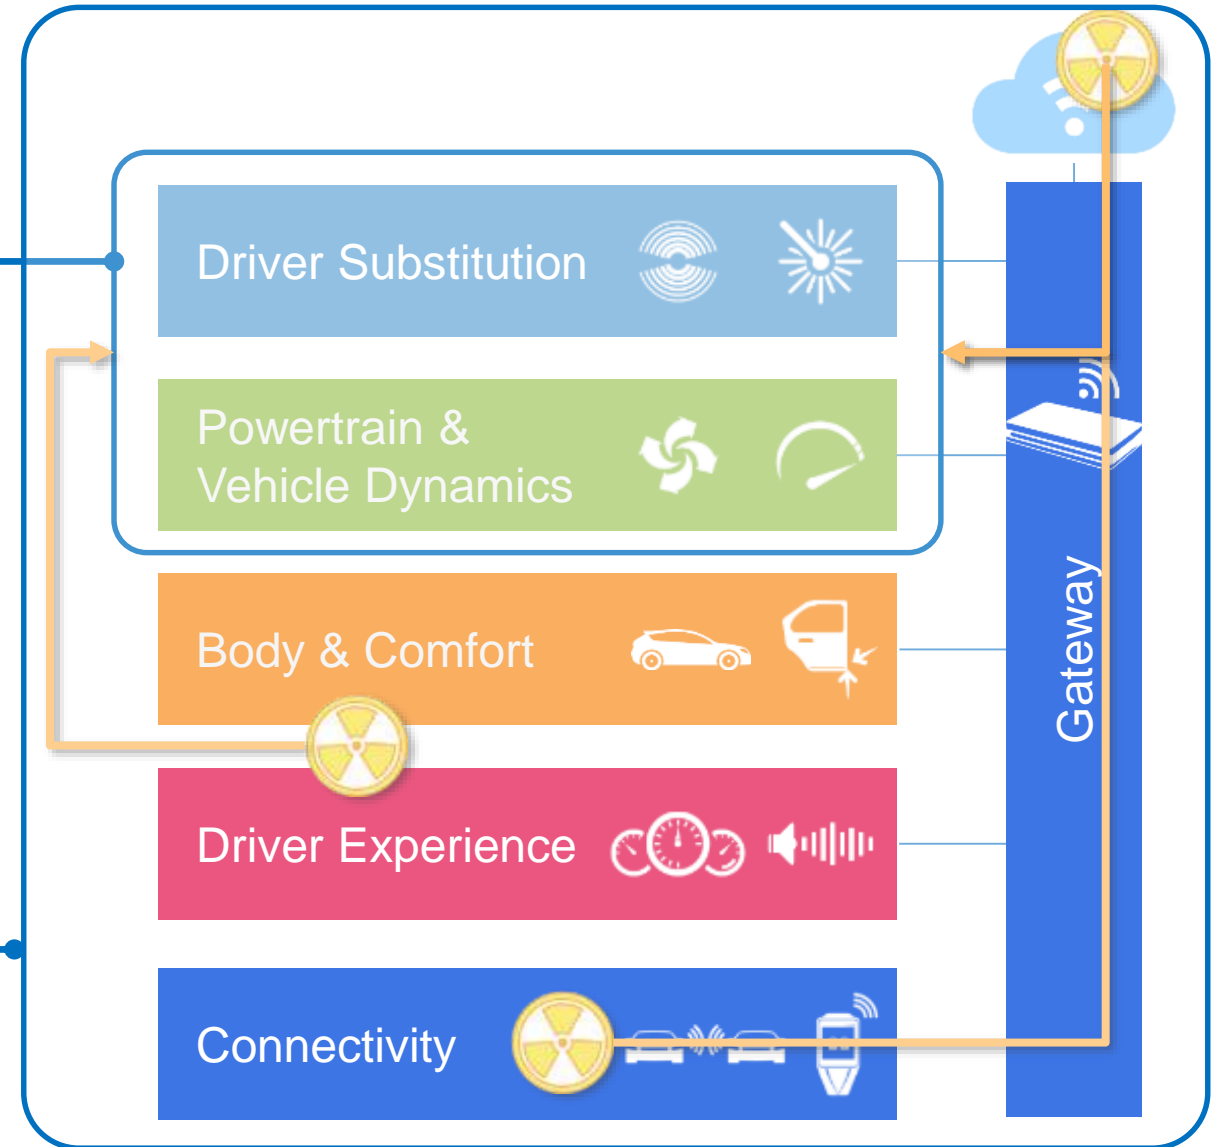 Driver Substitution
Powertrain &
Vehicle Dynamics
Body & Comfort
Driver Experience
Connectivity
Gateway